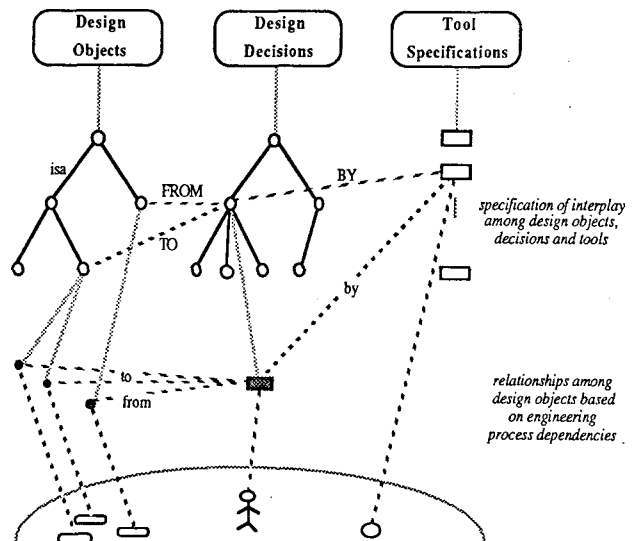 Design
Objects
Design
Decisions
Tool
Specifications
isa
FROM
BY
TO
specification of interplay
among design objects,
decisions and tools
by
to
from
relationships among
design objects based
on engineering
process dependencies